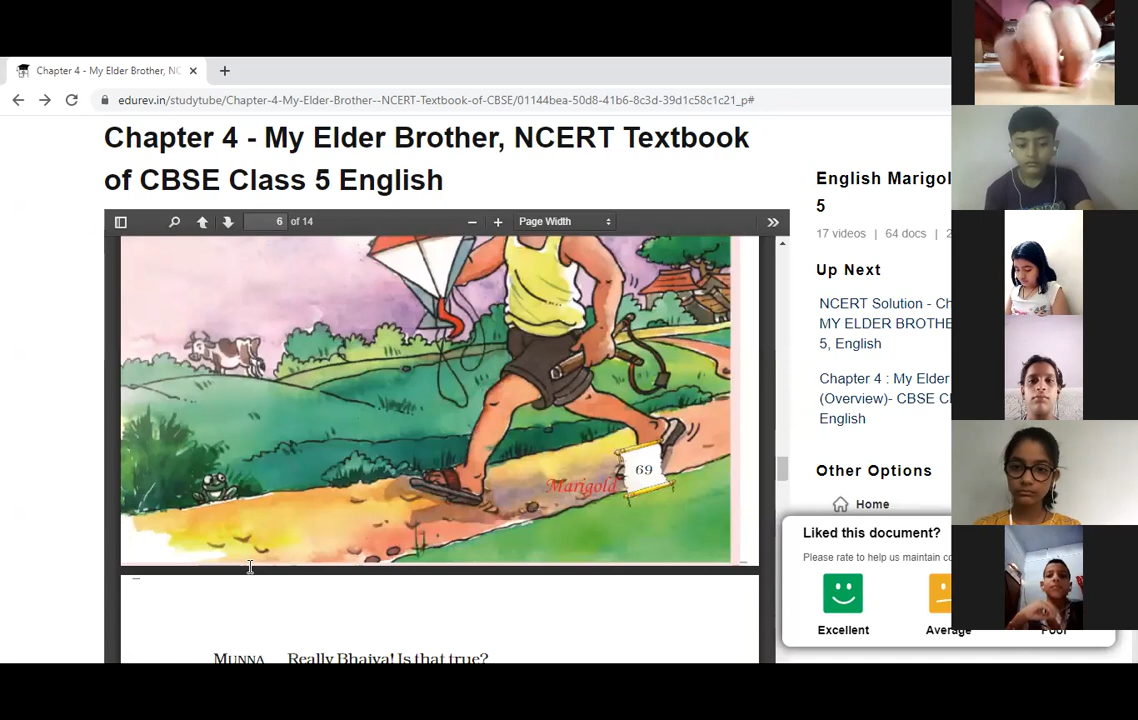 Chapter 4 - My Elder Brother, NC
edurev.in/studytube/Chapter-4-My-Elder-Brother--NCERT-Textbook-of-CBSE/01144bea-50d8-41b6-8c3d-39d1c58c1c21_p#
Chapter 4 - My Elder Brother, NCERT Textbook
of CBSE Class 5 English
6 of 14
Page Width
69
Marigold
MUNNA Really Bhaiya! Is that true?
English Marigol
5
17 videos | 64 docs | 2
Up Next
NCERT Solution - Ch
MY ELDER BROTHE
5, English
Chapter 4 : My Elder
(Overview)- CBSE Cl
English
Other Options
Home
Liked this document?
Please rate to help us maintain co
Excellent
Average
Poor